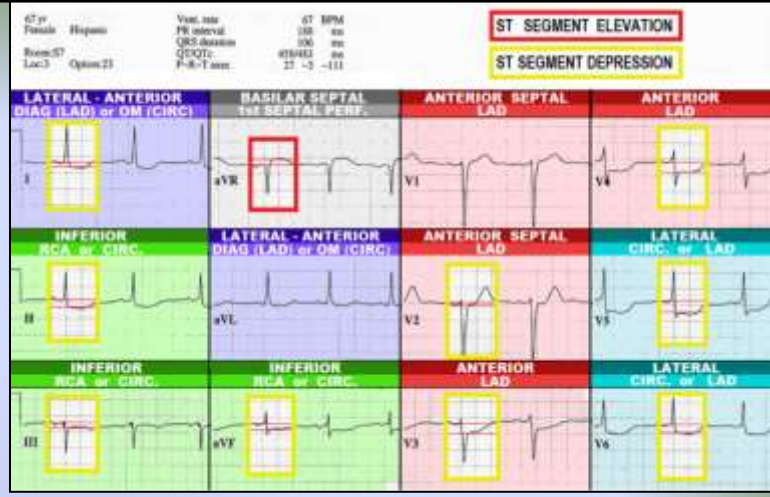 67 yr
Female Hispanic
Room:S7
Loc:3 Option:23
Vent. rate 67 BPM
PR interval 188 ms
QRS duration 106 ms
QT/QTc ms
P-R-T axes 27 -3 -111
ST SEGMENT ELEVATION
ST SEGMENT DEPRESSION
LATERAL - ANTERIOR
DIAG (LAD) or OM (CIRC)
I
BASILAR SEPTAL
1st SEPTAL PERF.
aVR
ANTERIOR SEPTAL
LAD
V1
ANTERIOR
LAD
V4
INFERIOR
RCA or CIRC.
II
LATERAL - ANTERIOR
DIAG (LAD) or OM (CIRC)
aVL
ANTERIOR SEPTAL
LAD
V2
LATERAL
CIRC. or LAD
V5
INFERIOR
RCA or CIRC.
III
INFERIOR
RCA or CIRC.
aVF
ANTERIOR
LAD
V3
LATERAL
CIRC. or LAD
V6